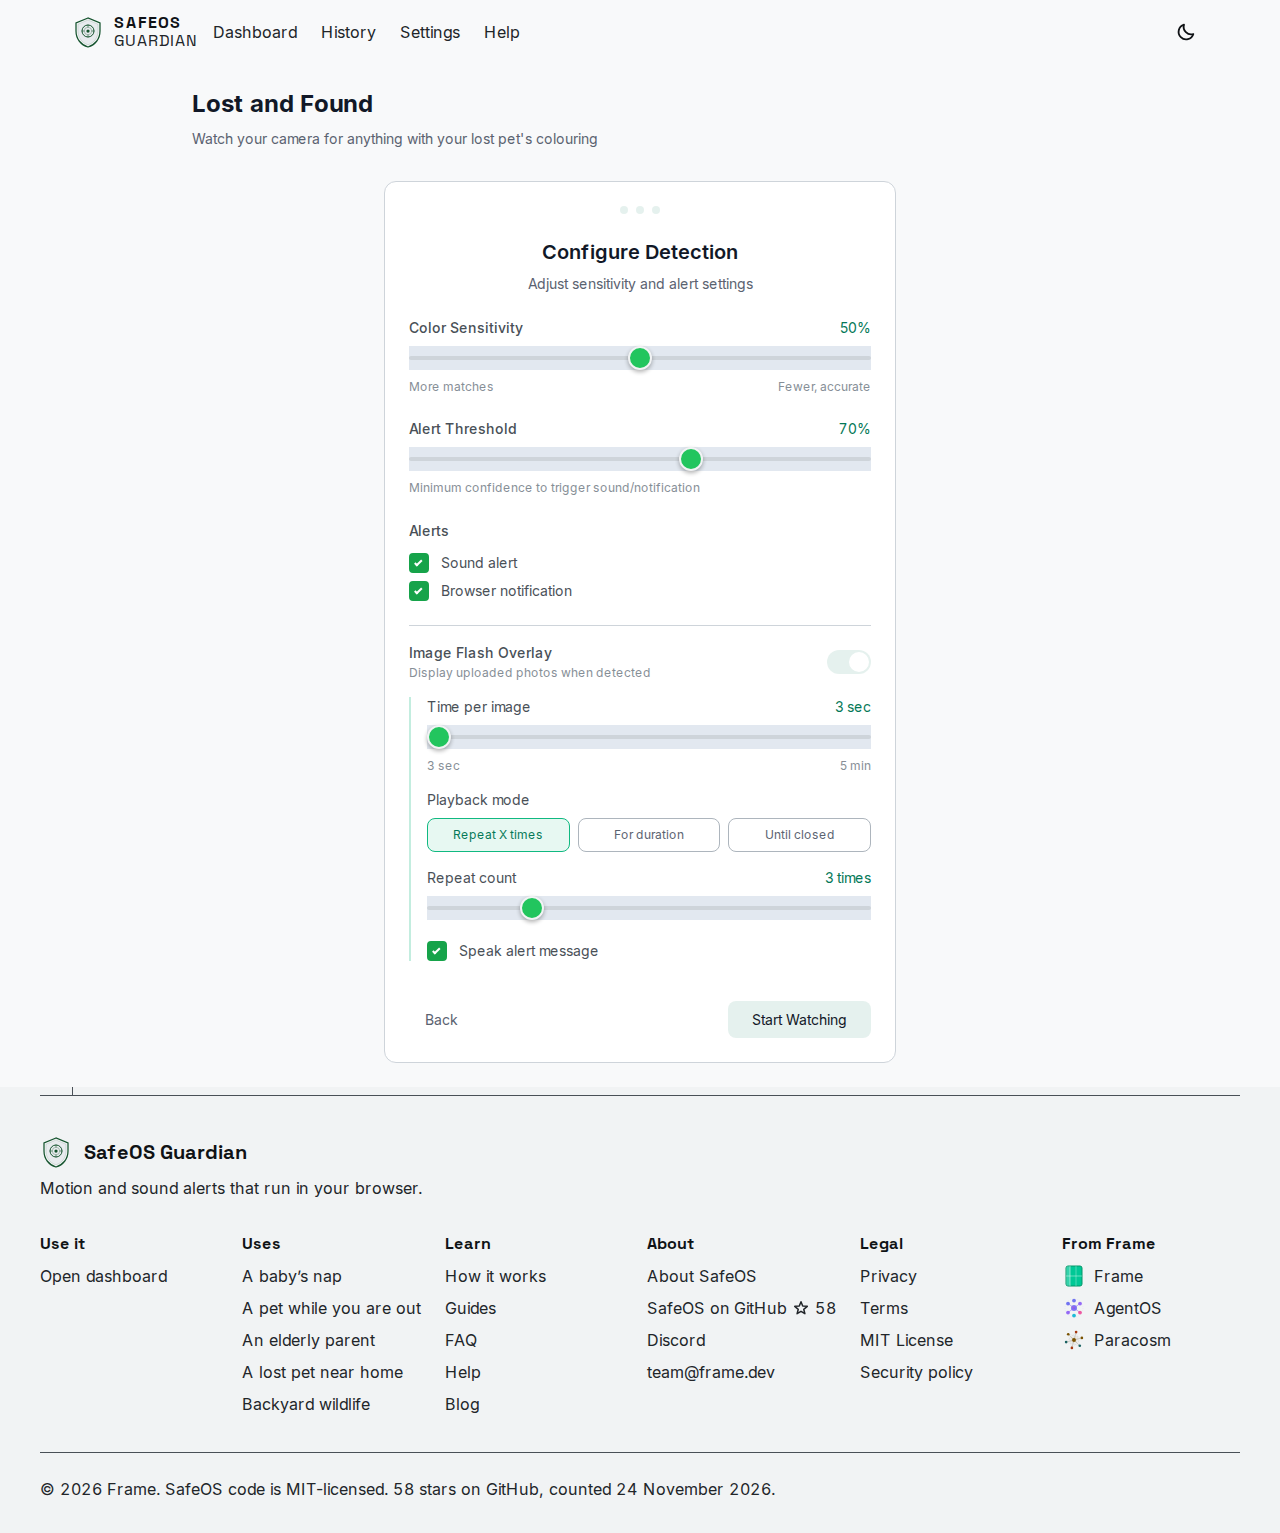 SAFEOS
GUARDIAN
Dashboard History Settings Help
Lost and Found
Watch your camera for anything with your lost pet's colouring
Configure Detection
Adjust sensitivity and alert settings
Color Sensitivity 50%
More matches Fewer, accurate
Alert Threshold 70%
Minimum confidence to trigger sound/notification
Alerts
Sound alert
Browser notification
Image Flash Overlay
Display uploaded photos when detected
Time per image 3 sec
3 sec 5 min
Playback mode
Repeat X times For duration Until closed
Repeat count 3 times
Speak alert message
Back Start Watching
SafeOS Guardian
Motion and sound alerts that run in your browser.
Use it
Open dashboard
Uses
A baby’s nap
A pet while you are out
An elderly parent
A lost pet near home
Backyard wildlife
Learn
How it works
Guides
FAQ
Help
Blog
About
About SafeOS
SafeOS on GitHub ☆ 58
Discord
team@frame.dev
Legal
Privacy
Terms
MIT License
Security policy
From Frame
Frame
AgentOS
Paracosm
© 2026 Frame. SafeOS code is MIT-licensed. 58 stars on GitHub, counted 24 November 2026.